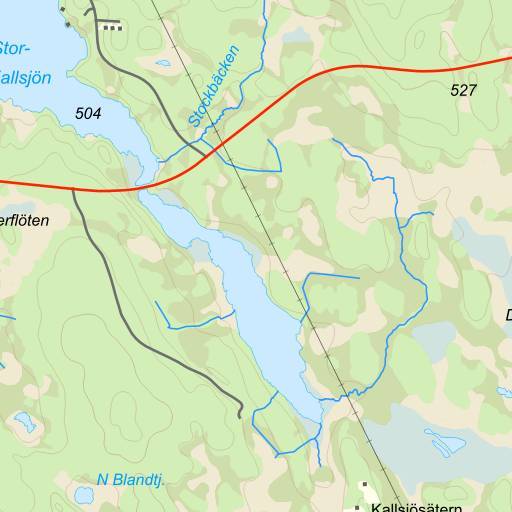 Stor-
allsjön
504
Stockbäcken
527
erflöten
D
N Blandtj.
Kallsjösätern